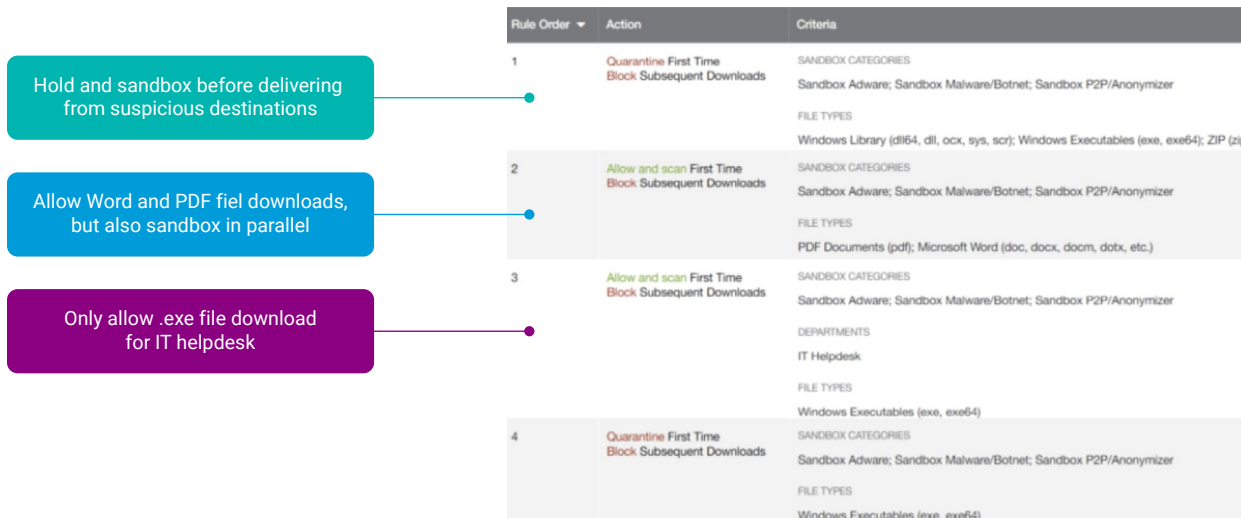 Rule Order
Action
Criteria
Hold and sandbox before delivering
from suspicious destinations
1
Quarantine First Time
Block Subsequent Downloads
SANDBOX CATEGORIES
Sandbox Adware; Sandbox Malware/Botnet; Sandbox P2P/Anonymizer
FILE TYPES
Windows Library (dll64, dll, ocx, sys, scr); Windows Executables (exe, exe64); ZIP (zip
Allow Word and PDF fiel downloads,
but also sandbox in parallel
2
Allow and scan First Time
Block Subsequent Downloads
SANDBOX CATEGORIES
Sandbox Adware; Sandbox Malware/Botnet; Sandbox P2P/Anonymizer
FILE TYPES
PDF Documents (pdf); Microsoft Word (doc, docx, docm, dotx, etc.)
Only allow .exe file download
for IT helpdesk
3
Allow and scan First Time
Block Subsequent Downloads
SANDBOX CATEGORIES
Sandbox Adware; Sandbox Malware/Botnet; Sandbox P2P/Anonymizer
DEPARTMENTS
IT Helpdesk
FILE TYPES
Windows Executables (exe, exe64)
4
Quarantine First Time
Block Subsequent Downloads
SANDBOX CATEGORIES
Sandbox Adware; Sandbox Malware/Botnet; Sandbox P2P/Anonymizer
FILE TYPES
Windows Executables (exe, exe64)